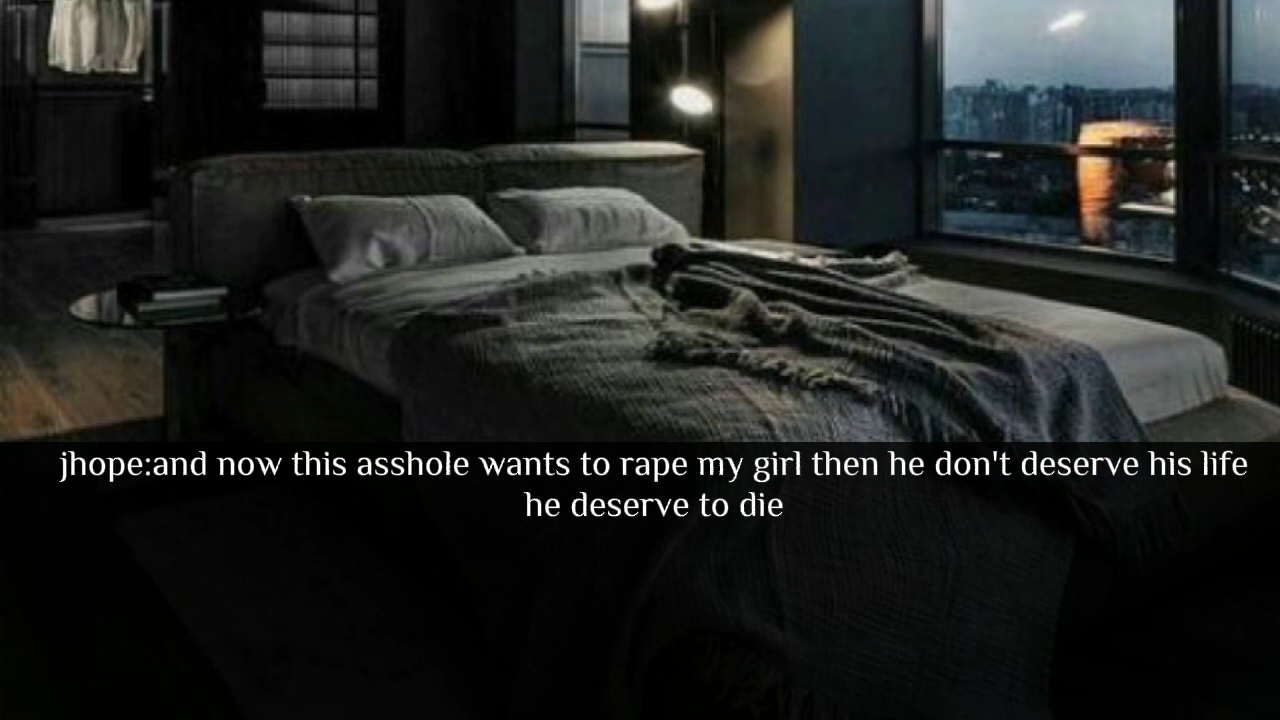 jhope:and now this asshole wants to rape my girl then he don't deserve his life
he deserve to die